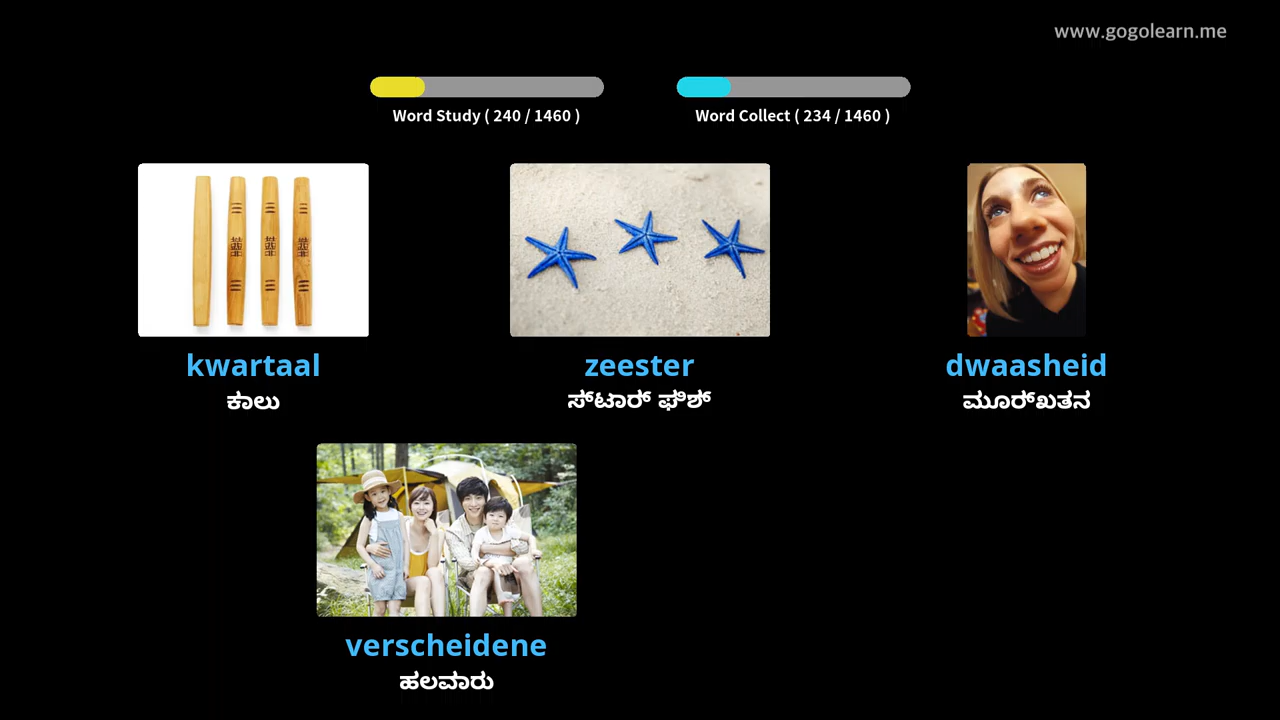 www.gogolearn.me
Word Study ( 240 / 1460 )
Word Collect ( 234 / 1460 )
kwartaal
ಕಾಲು
zeester
ಸ್‌ಟಾರ್‌ ಫಿಶ್
dwaasheid
ಮೂರ್‌ಖತನ
verscheidene
ಹಲವಾರು